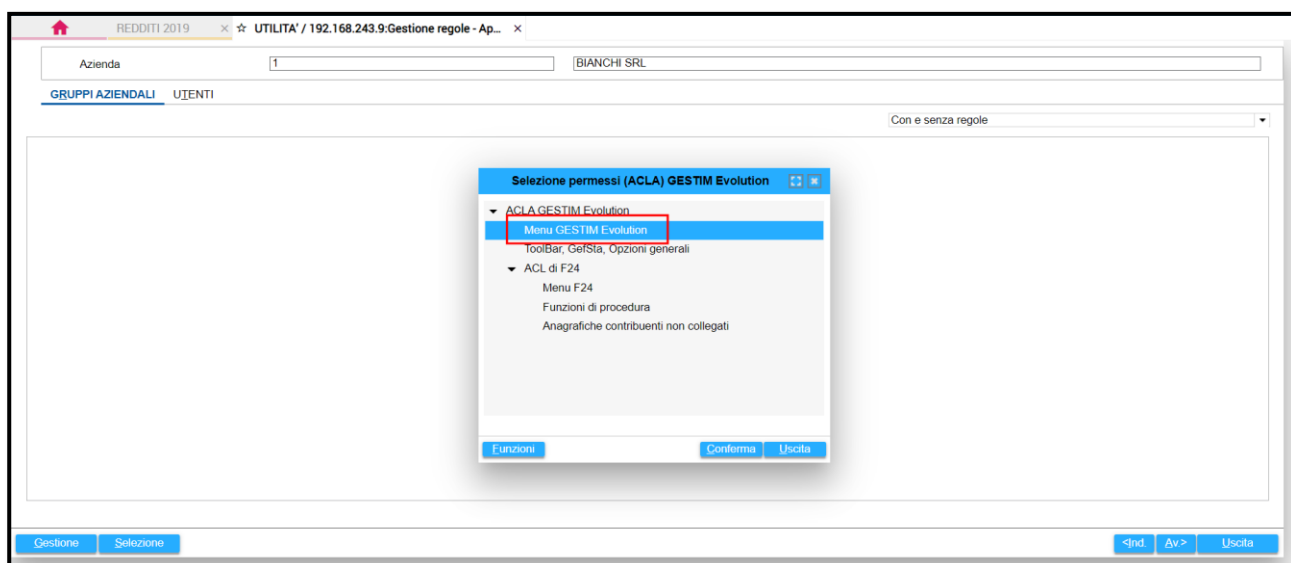 REDDITI 2019 × ☆ UTILITA' / 192.168.243.9:Gestione regole - Ap... ×
Azienda 1 BIANCHI SRL
GRUPPI AZIENDALI UTENTI
Con e senza regole
Selezione permessi (ACLA) GESTIM Evolution
ACLA GESTIM Evolution
Menu GESTIM Evolution
ToolBar, GefSta, Opzioni generali
ACL di F24
Menu F24
Funzioni di procedura
Anagrafiche contribuenti non collegati
Funzioni Conferma Uscita
Gestione Selezione <Ind. Av.> Uscita